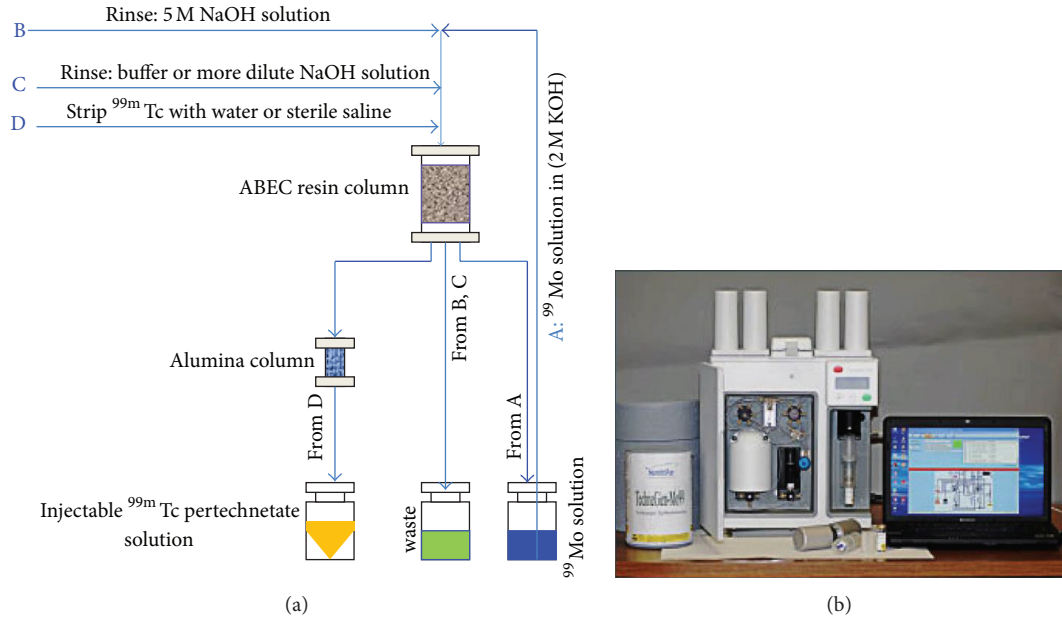 B
Rinse: 5 M NaOH solution
C
Rinse: buffer or more dilute NaOH solution
D
Strip ⁹⁹ᵐTc with water or sterile saline
ABEC resin column
A: ⁹⁹Mo solution in (2 M KOH)
From B, C
Alumina column
From D
From A
Injectable ⁹⁹ᵐTc pertechnetate
solution
waste
⁹⁹Mo solution
(a)
(b)